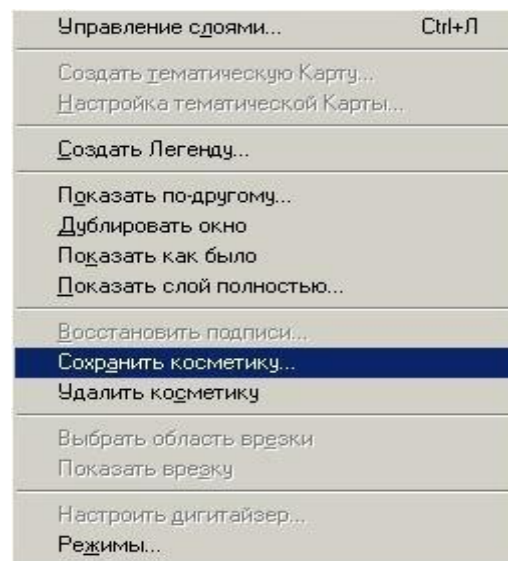 Управление слоями... Ctrl+Л
Создать тематическую Карту...
Настройка тематической Карты...
Создать Легенду...
Показать по-другому...
Дублировать окно
Показать как было
Показать слой полностью...
Восстановить подписи...
Сохранить косметику...
Удалить косметику
Выбрать область врезки
Показать врезку
Настроить дигитайзер...
Режимы...